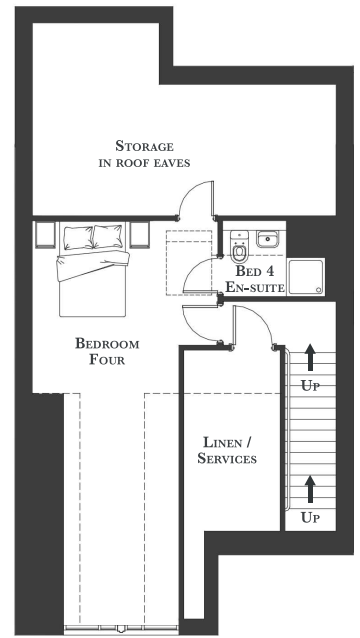 Storage
in roof eaves
Bed 4
En-suite
Bedroom
Four
Up
Linen /
Services
Up